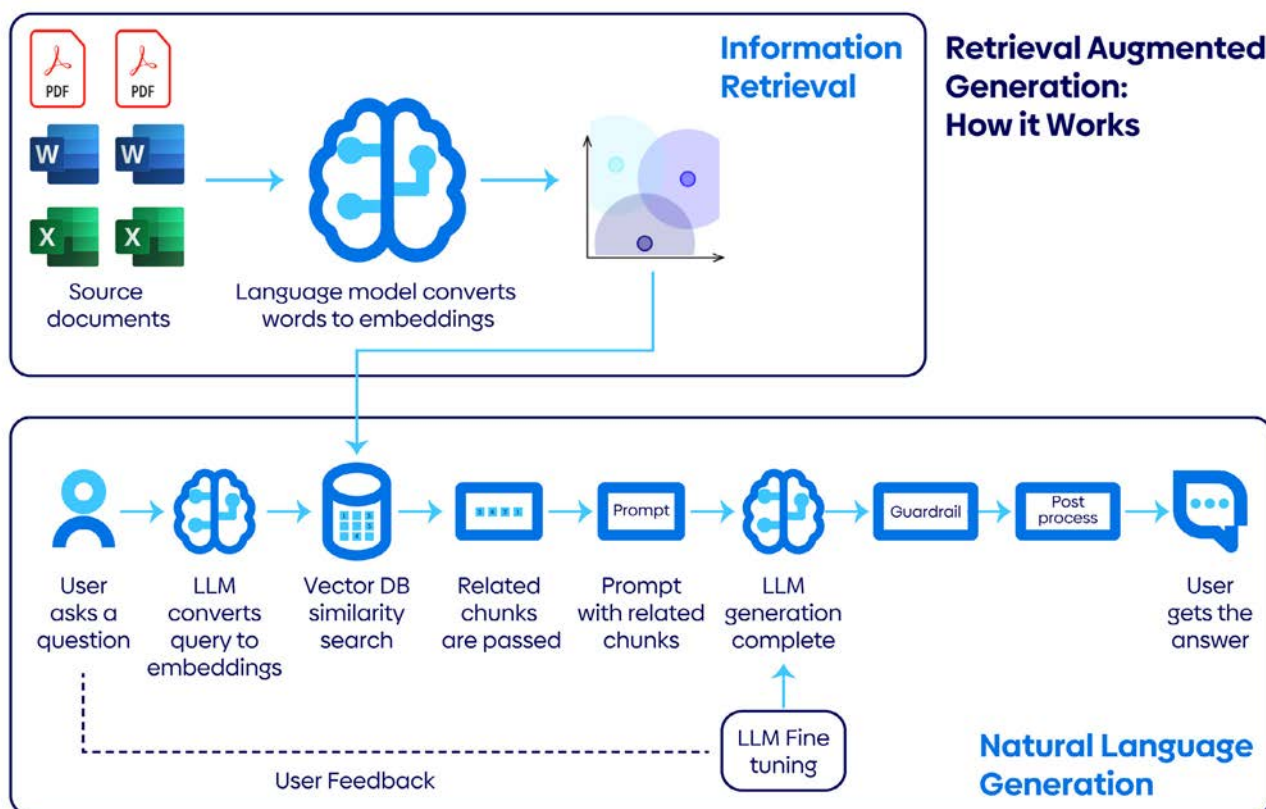 Information
Retrieval
Retrieval Augmented
Generation:
How it Works
PDF
PDF
W
W
X
X
Source
documents
Language model converts
words to embeddings
Prompt
Guardrail
Post
process
User
asks a
question
LLM
converts
query to
embeddings
Vector DB
similarity
search
Related
chunks
are passed
Prompt
with related
chunks
LLM
generation
complete
User
gets the
answer
LLM Fine
tuning
User Feedback
Natural Language
Generation